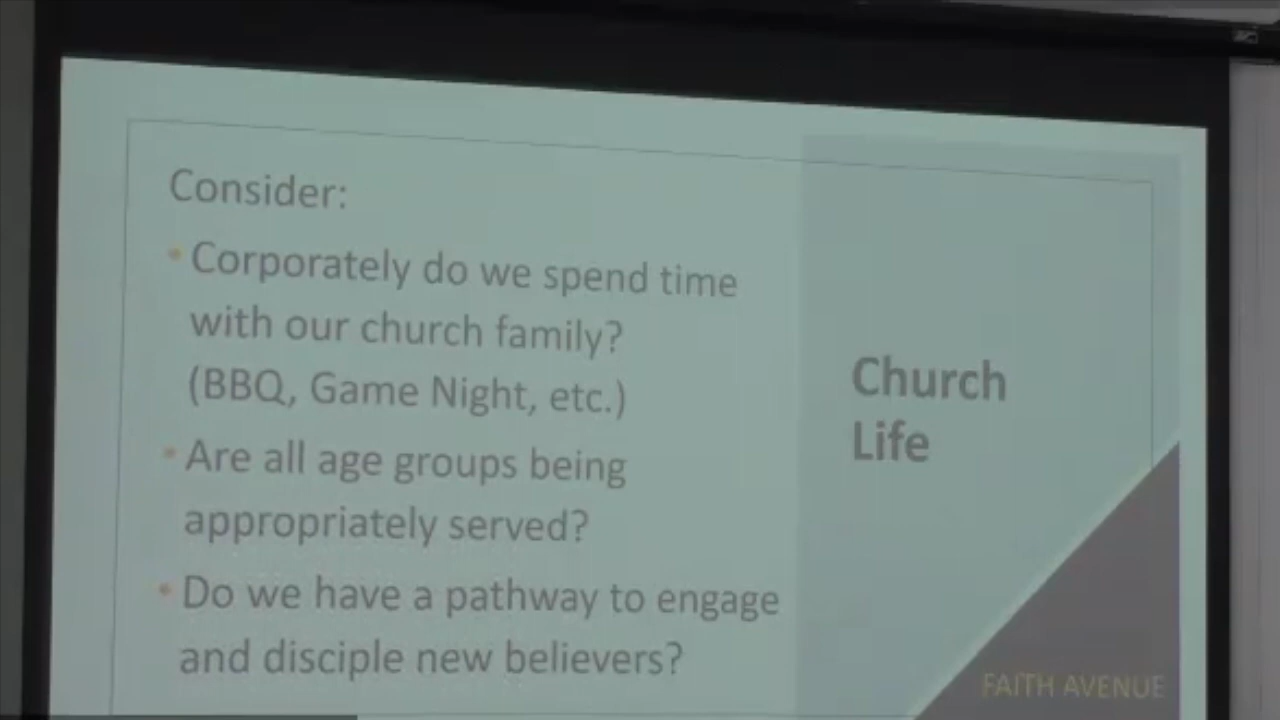 Consider:
• Corporately do we spend time
with our church family?
(BBQ, Game Night, etc.)
• Are all age groups being
appropriately served?
• Do we have a pathway to engage
and disciple new believers?
Church
Life
FAITH AVENUE